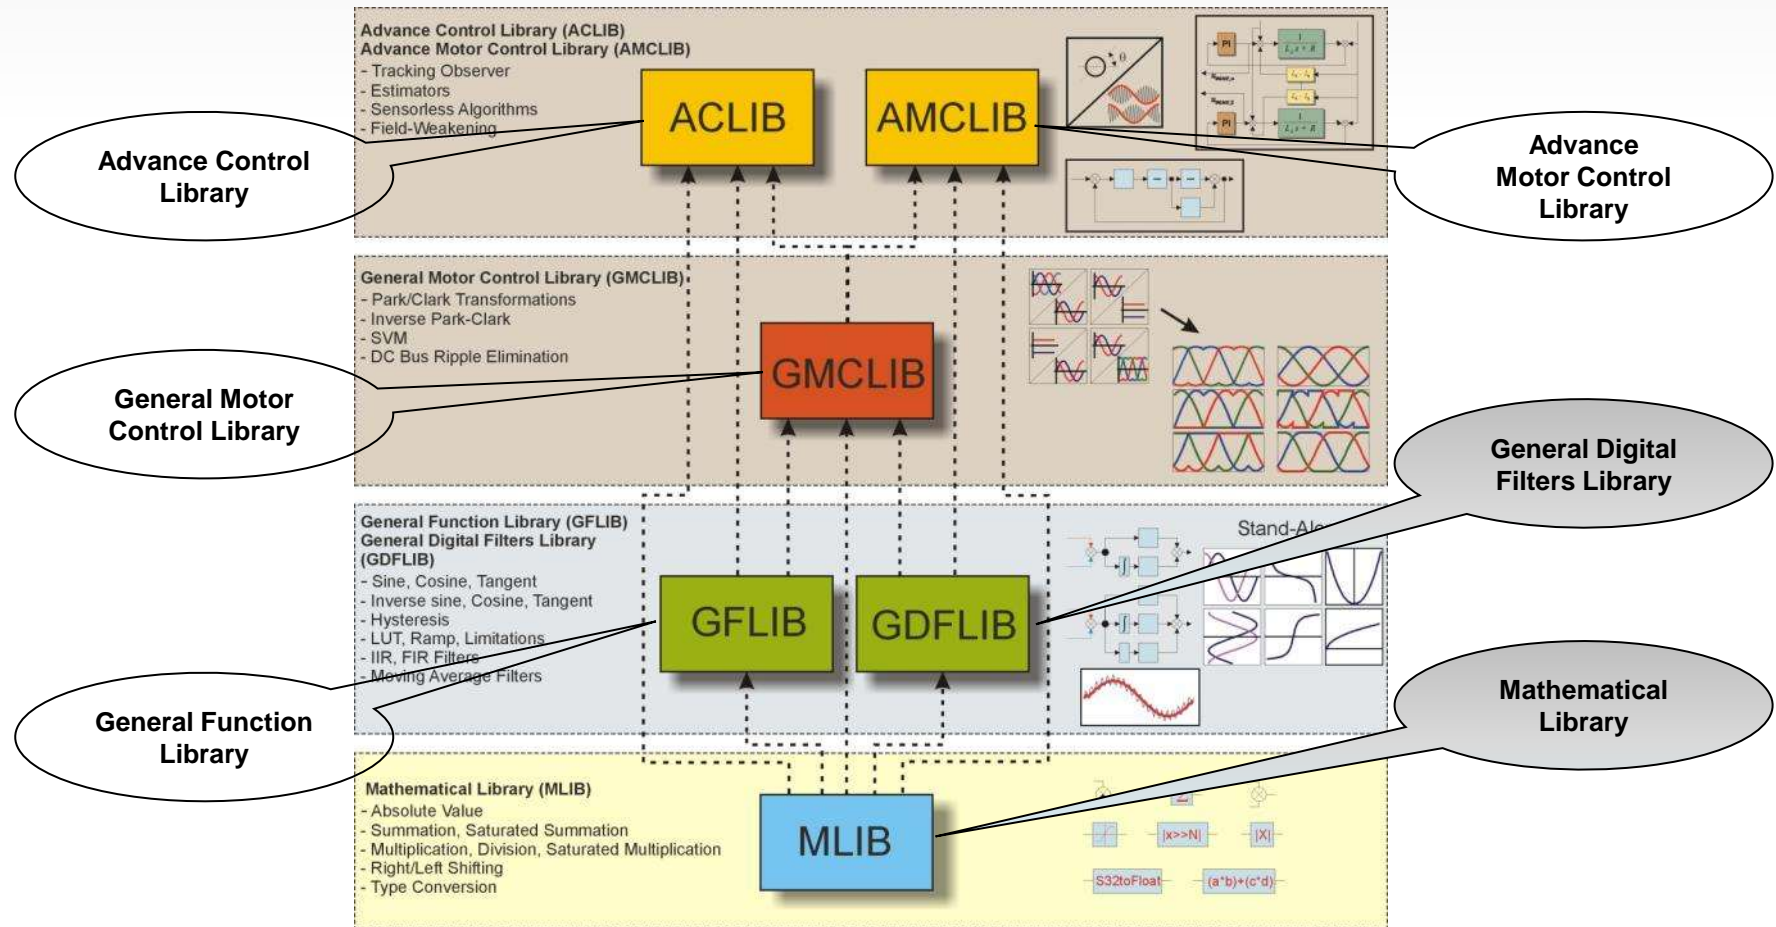 Advance Control Library (ACLIB)
Advance Motor Control Library (AMCLIB)
- Tracking Observer
- Estimators
- Sensorless Algorithms
- Field-Weakening
ACLIB
AMCLIB
θ
PI
1
PI
1
Advance Control
Library
Advance
Motor Control
Library
General Motor Control Library (GMCLIB)
- Park/Clark Transformations
- Inverse Park-Clark
- SVM
- DC Bus Ripple Elimination
GMCLIB
General Motor
Control Library
General Digital
Filters Library
General Function Library (GFLIB)
General Digital Filters Library
(GDFLIB)
- Sine, Cosine, Tangent
- Inverse sine, Cosine, Tangent
- Hysteresis
- LUT, Ramp, Limitations
- IIR, FIR Filters
- Moving Average Filters
GFLIB
GDFLIB
∫
∫
General Function
Library
Mathematical
Library
Mathematical Library (MLIB)
- Absolute Value
- Summation, Saturated Summation
- Multiplication, Division, Saturated Multiplication
- Right/Left Shifting
- Type Conversion
MLIB
|x>>N|
|X|
S32toFloat
(a*b)+(c*d)